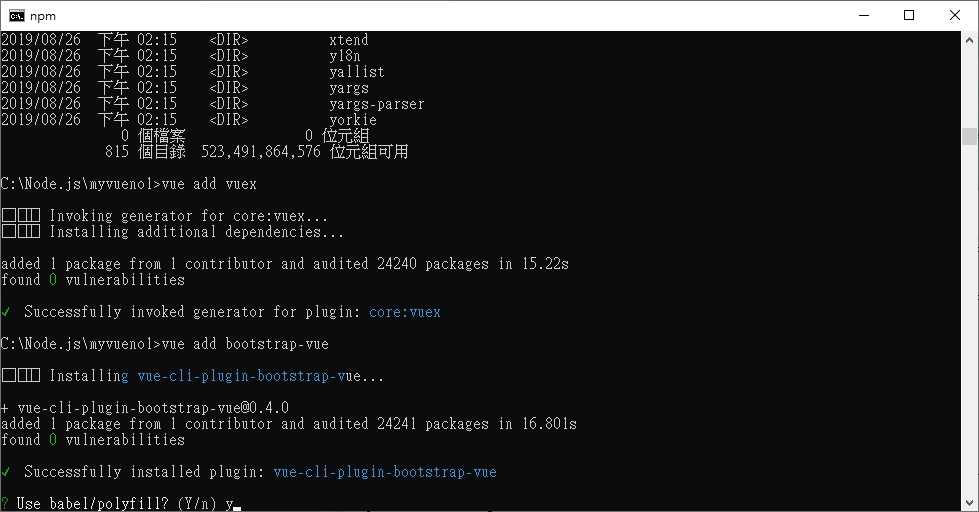 npm
2019/08/26  下午 02:15    <DIR>          xtend
2019/08/26  下午 02:15    <DIR>          y18n
2019/08/26  下午 02:15    <DIR>          yallist
2019/08/26  下午 02:15    <DIR>          yargs
2019/08/26  下午 02:15    <DIR>          yargs-parser
2019/08/26  下午 02:15    <DIR>          yorkie
0 個檔案               0 位元組
815 個目錄  523,491,864,576 位元組可用
C:\Node.js\myvueno1>vue add vuex
Invoking generator for core:vuex...
Installing additional dependencies...
added 1 package from 1 contributor and audited 24240 packages in 15.22s
found 0 vulnerabilities
✓  Successfully invoked generator for plugin: core:vuex
C:\Node.js\myvueno1>vue add bootstrap-vue
Installing vue-cli-plugin-bootstrap-vue...
+ vue-cli-plugin-bootstrap-vue@0.4.0
added 1 package from 1 contributor and audited 24241 packages in 16.801s
found 0 vulnerabilities
✓  Successfully installed plugin: vue-cli-plugin-bootstrap-vue
? Use babel/polyfill? (Y/n) y